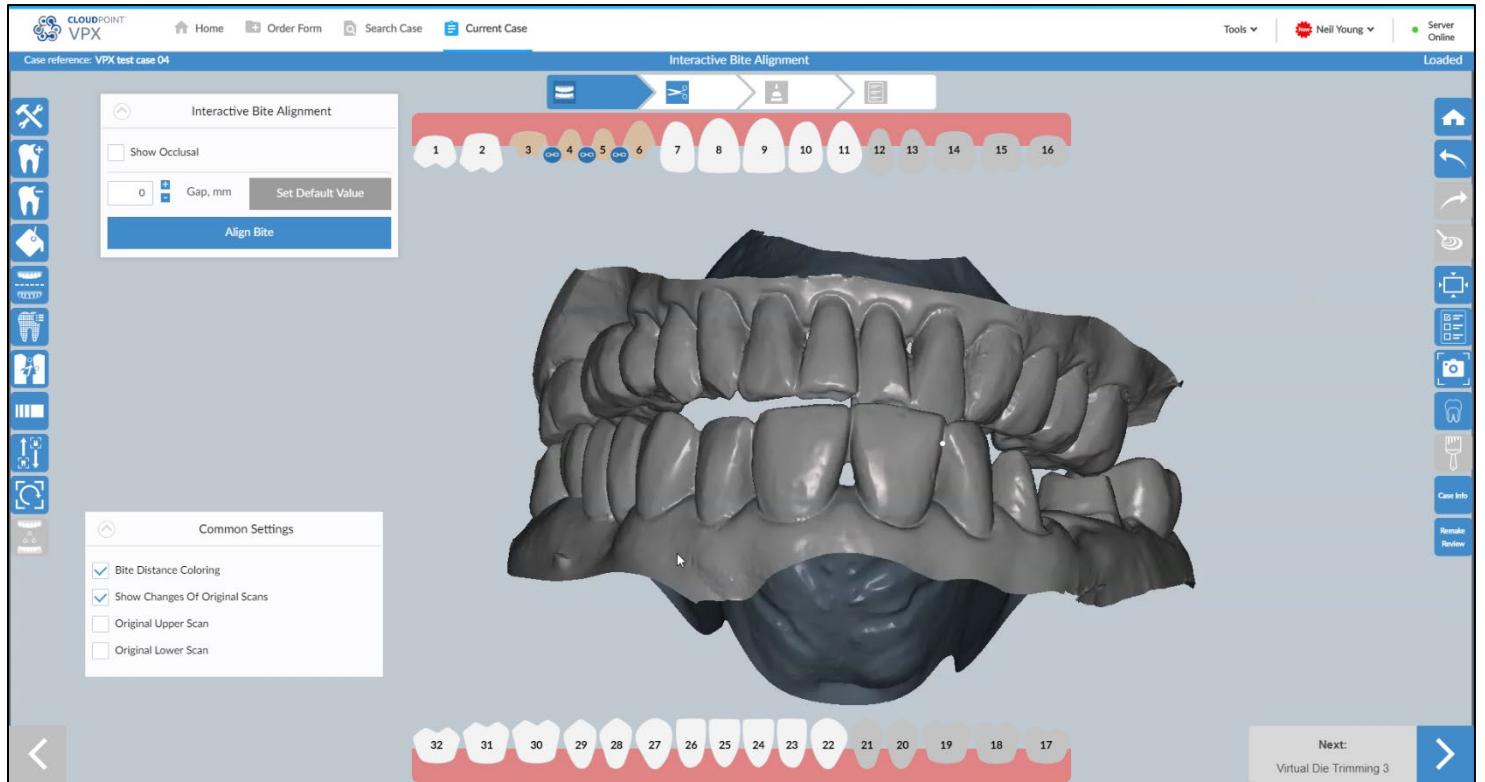 CLOUDPOINT
VPX
Home
Order Form
Search Case
Current Case
Tools
New
Neil Young
Server
Online
Case reference: VPX test case 04
Interactive Bite Alignment
Loaded
Interactive Bite Alignment
Show Occlusal
0
Gap, mm
Set Default Value
Align Bite
1 2 3 4 5 6 7 8 9 10 11 12 13 14 15 16
Case Info
Remake
Review
Common Settings
Bite Distance Coloring
Show Changes Of Original Scans
Original Upper Scan
Original Lower Scan
32 31 30 29 28 27 26 25 24 23 22 21 20 19 18 17
Next:
Virtual Die Trimming 3